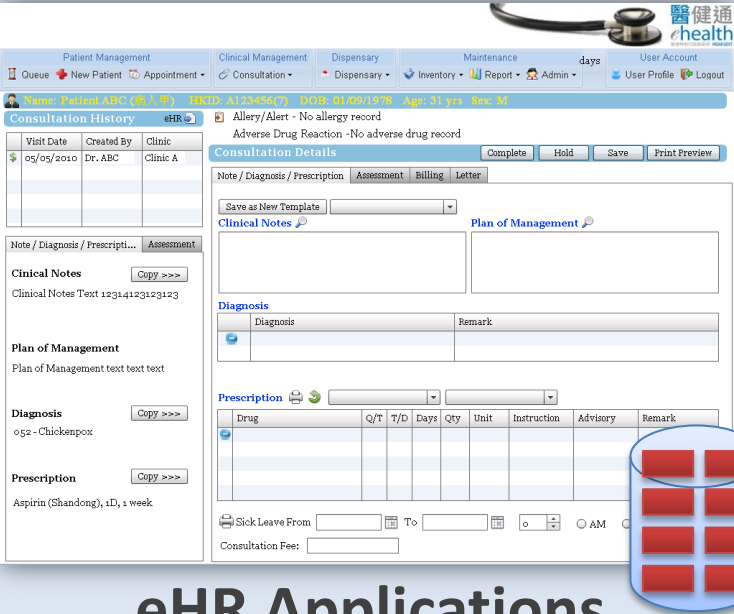 醫健通
ehealth
Patient Management Clinical Management Dispensary Maintenance days User Account
Queue New Patient Appointment Consultation Dispensary Inventory Report Admin User Profile Logout
Name: Patient ABC (病人甲) HKID: A123456(7) DOB: 01/09/1978 Age: 31 yrs Sex: M
Consultation History eHR
Allery/Alert - No allergy record
Adverse Drug Reaction -No adverse drug record
Visit Date Created By Clinic
05/05/2010 Dr. ABC Clinic A
Consultation Details Complete Hold Save Print Preview
Note / Diagnosis / Prescription Assessment Billing Letter
Save as New Template
Clinical Notes Plan of Management
Note / Diagnosis / Prescripti... Assessment
Cinical Notes Copy >>>
Clinical Notes Text 12314123123123
Diagnosis
Diagnosis Remark
Plan of Management
Plan of Management text text text
Prescription
Drug Q/T T/D Days Qty Unit Instruction Advisory Remark
Diagnosis Copy >>>
052 - Chickenpox
Prescription Copy >>>
Aspirin (Shandong), 1D, 1 week
Sick Leave From To 0 AM
Consultation Fee:
eHR Applications